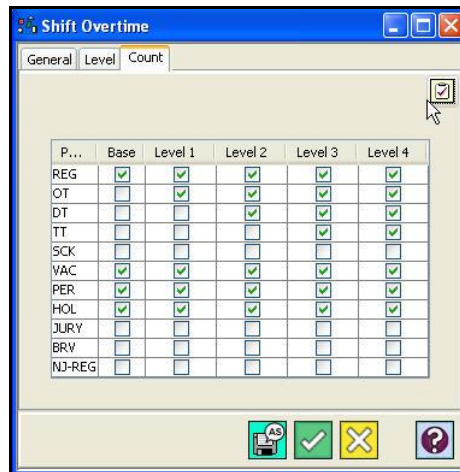 Shift Overtime
General Level Count
P... Base Level 1 Level 2 Level 3 Level 4
REG
OT
DT
TT
SCK
VAC
PER
HOL
JURY
BRV
NJ-REG
AS
?